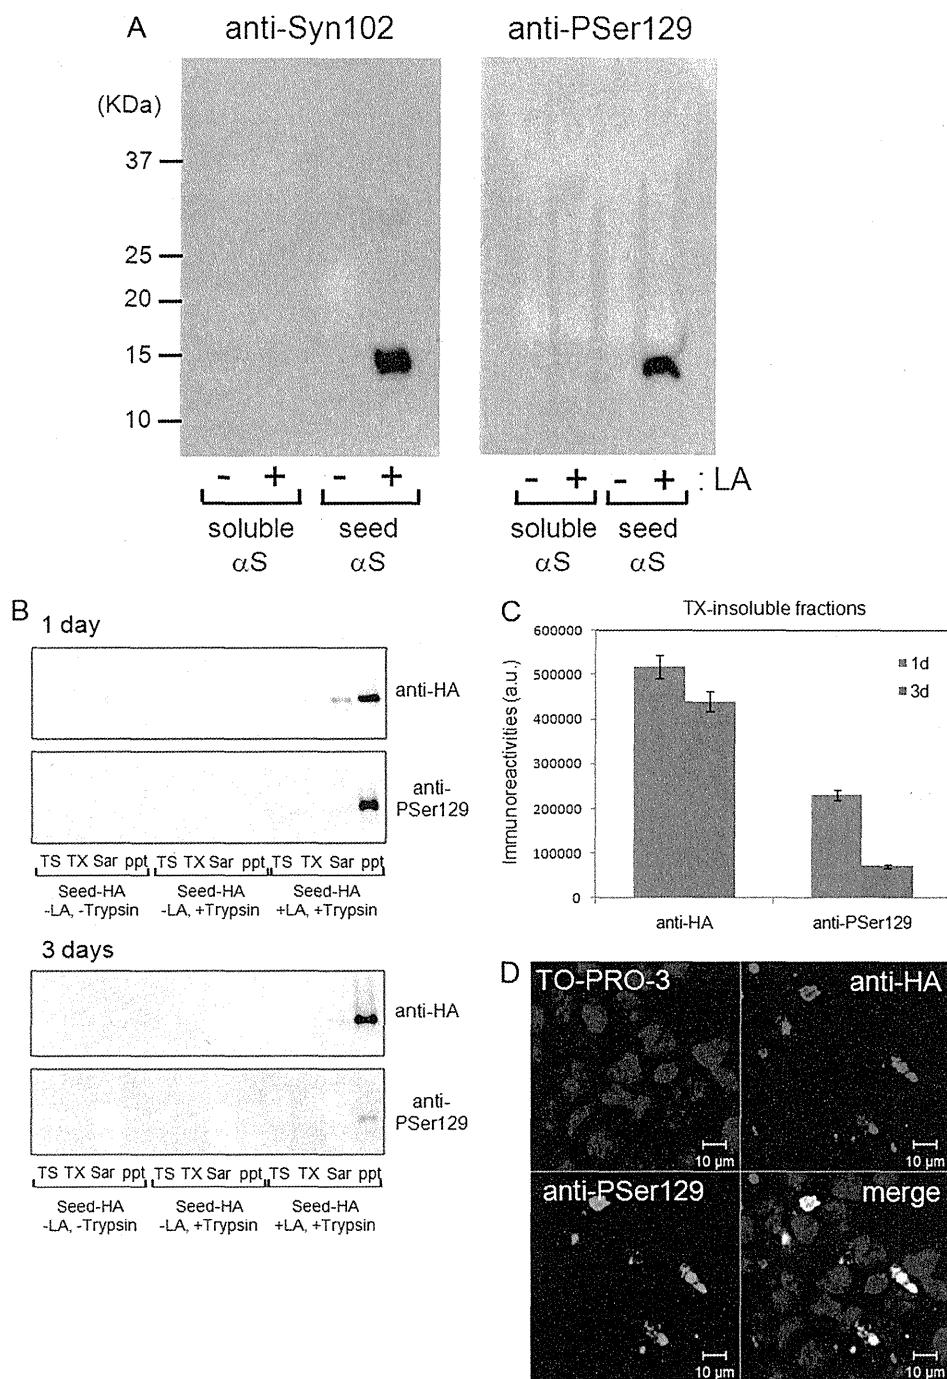 A
anti-Syn102
anti-PSer129
(KDa)
37
25
20
15
10
- + - +
- + - + : LA
soluble αS
seed αS
soluble αS
seed αS
B
1 day
anti-HA
anti-PSer129
TS TX Sar ppt TS TX Sar ppt TS TX Sar ppt
Seed-HA
-LA, -Trypsin
Seed-HA
-LA, +Trypsin
Seed-HA
+LA, +Trypsin
3 days
anti-HA
anti-PSer129
TS TX Sar ppt TS TX Sar ppt TS TX Sar ppt
Seed-HA
-LA, -Trypsin
Seed-HA
-LA, +Trypsin
Seed-HA
+LA, +Trypsin
C
TX-insoluble fractions
Immunoreactivities (a.u.)
600000
500000
400000
300000
200000
100000
0
1d
3d
anti-HA
anti-PSer129
D
TO-PRO-3
10 µm
anti-HA
10 µm
anti-PSer129
10 µm
merge
10 µm